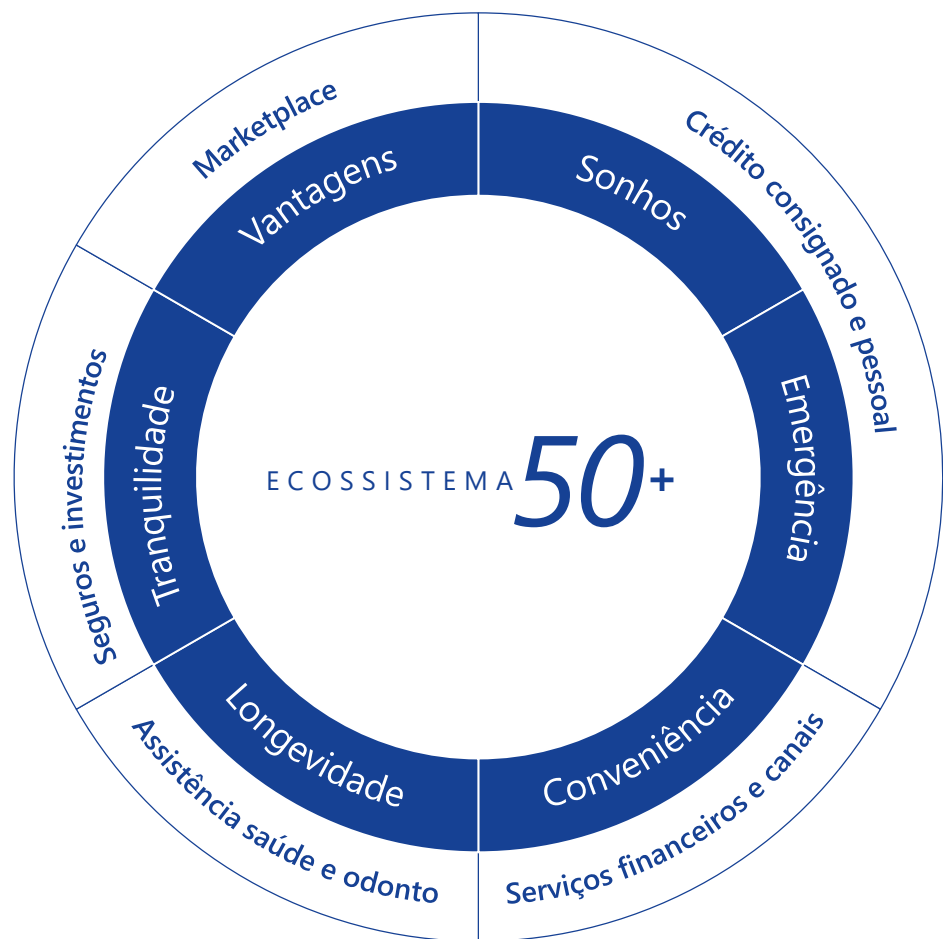 Marketplace
Crédito consignado e pessoal
Vantagens
Sonhos
Seguros e investimentos
Tranquilidade
ECOSSISTEMA 50+
Emergência
Longevidade
Conveniência
Assistência saúde e odonto
Serviços financeiros e canais